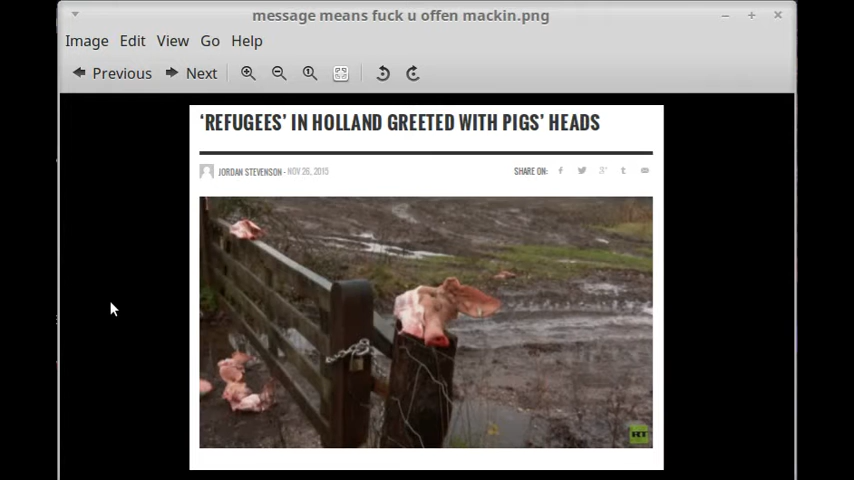 message means fuck u offen mackin.png
Image Edit View Go Help
Previous Next
‘REFUGEES’ IN HOLLAND GREETED WITH PIGS’ HEADS
JORDAN STEVENSON - NOV 26, 2015 SHARE ON:
RT